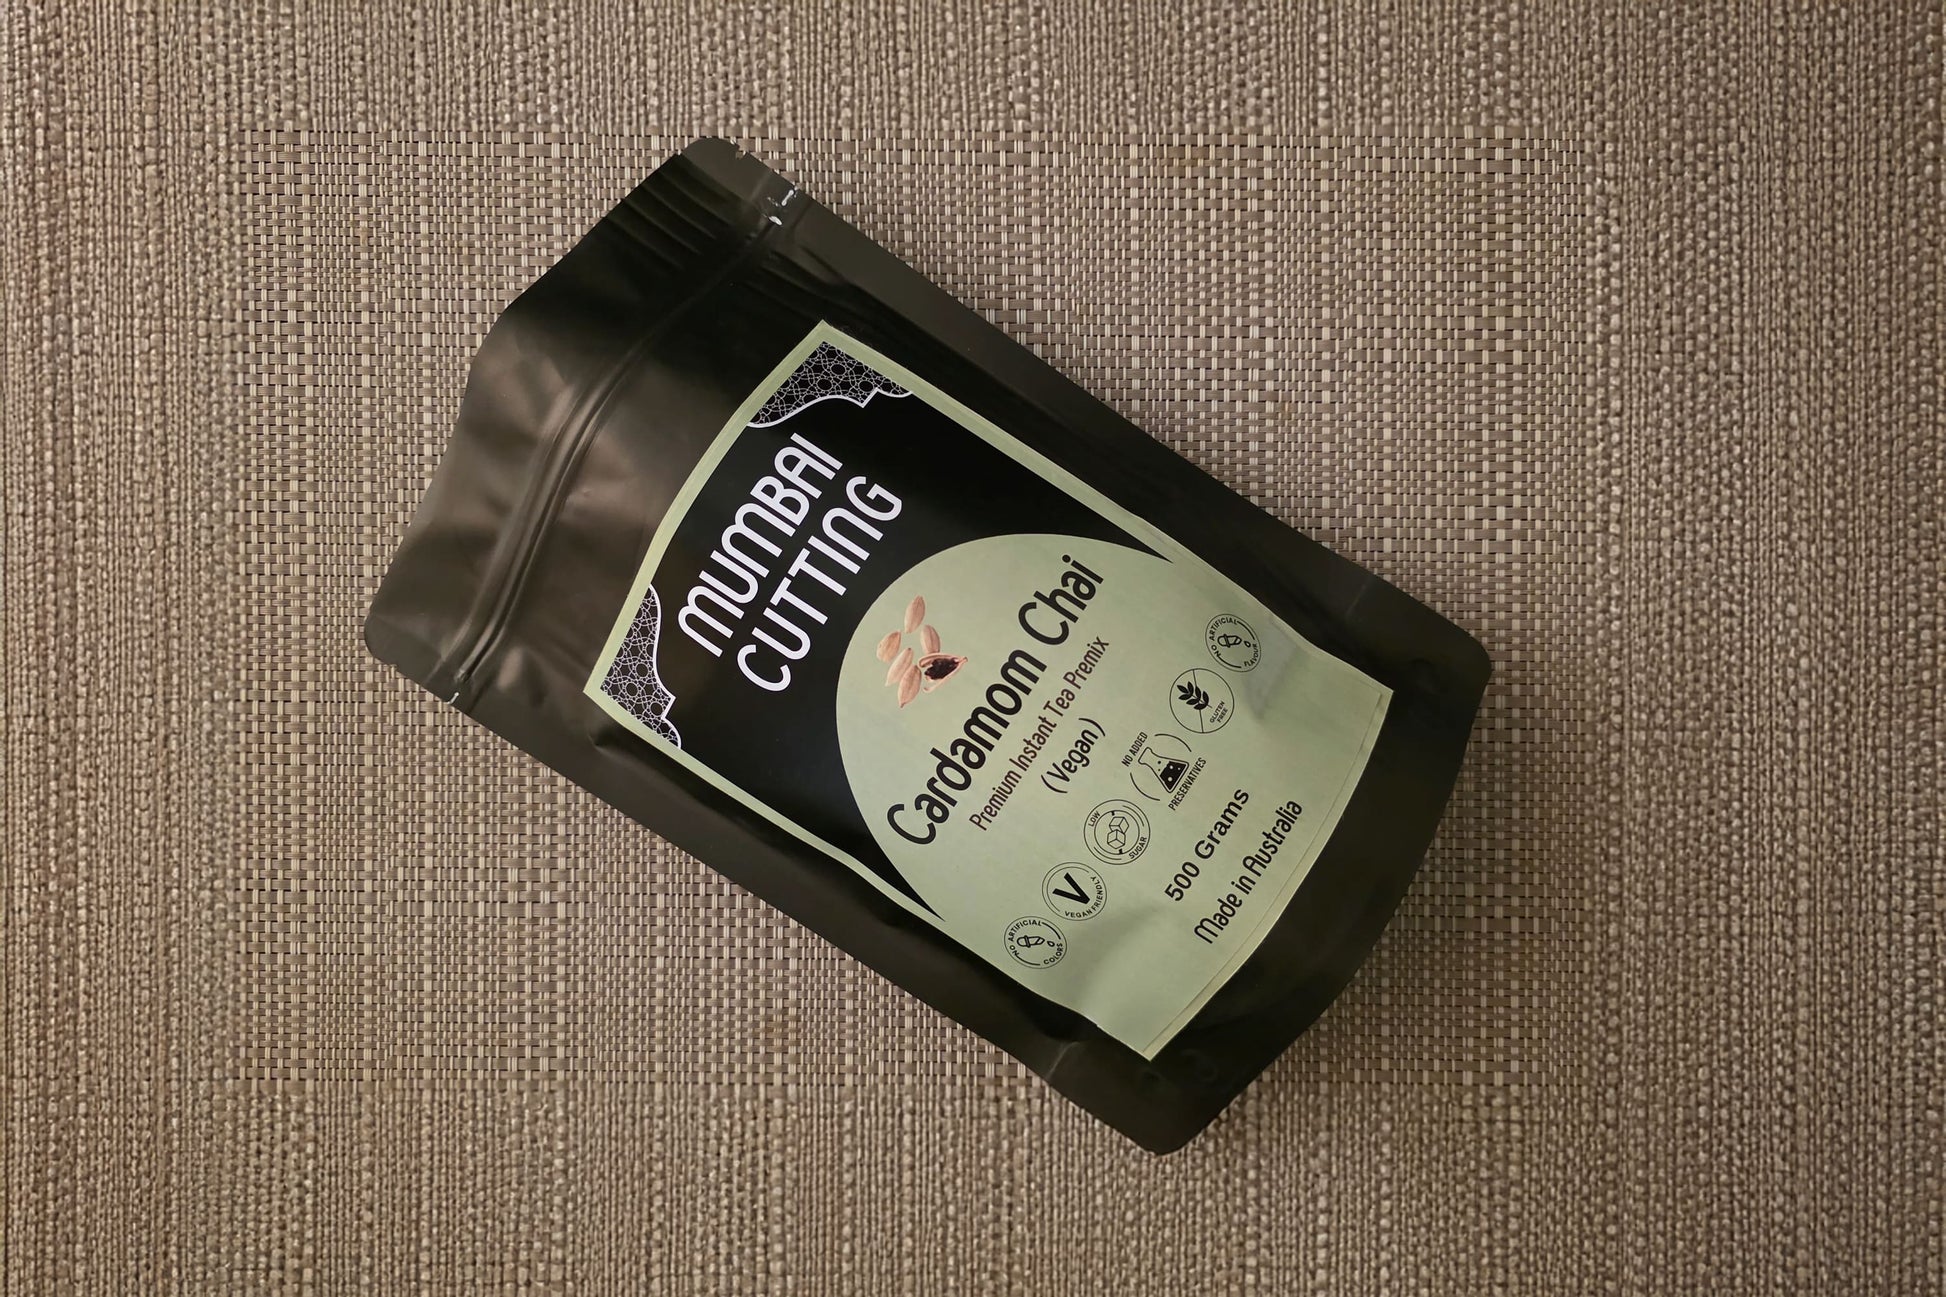 MUMBAI
CUTTING
Cardamom Chai
Premium Instant Tea Premix
(Vegan)
NO ARTIFICIAL
COLORS
V
VEGAN FRIENDLY
LOW
SUGAR
NO ADDED
PRESERVATIVES
GLUTEN
FREE
NO ARTIFICIAL
FLAVOUR
500 Grams
Made in Australia